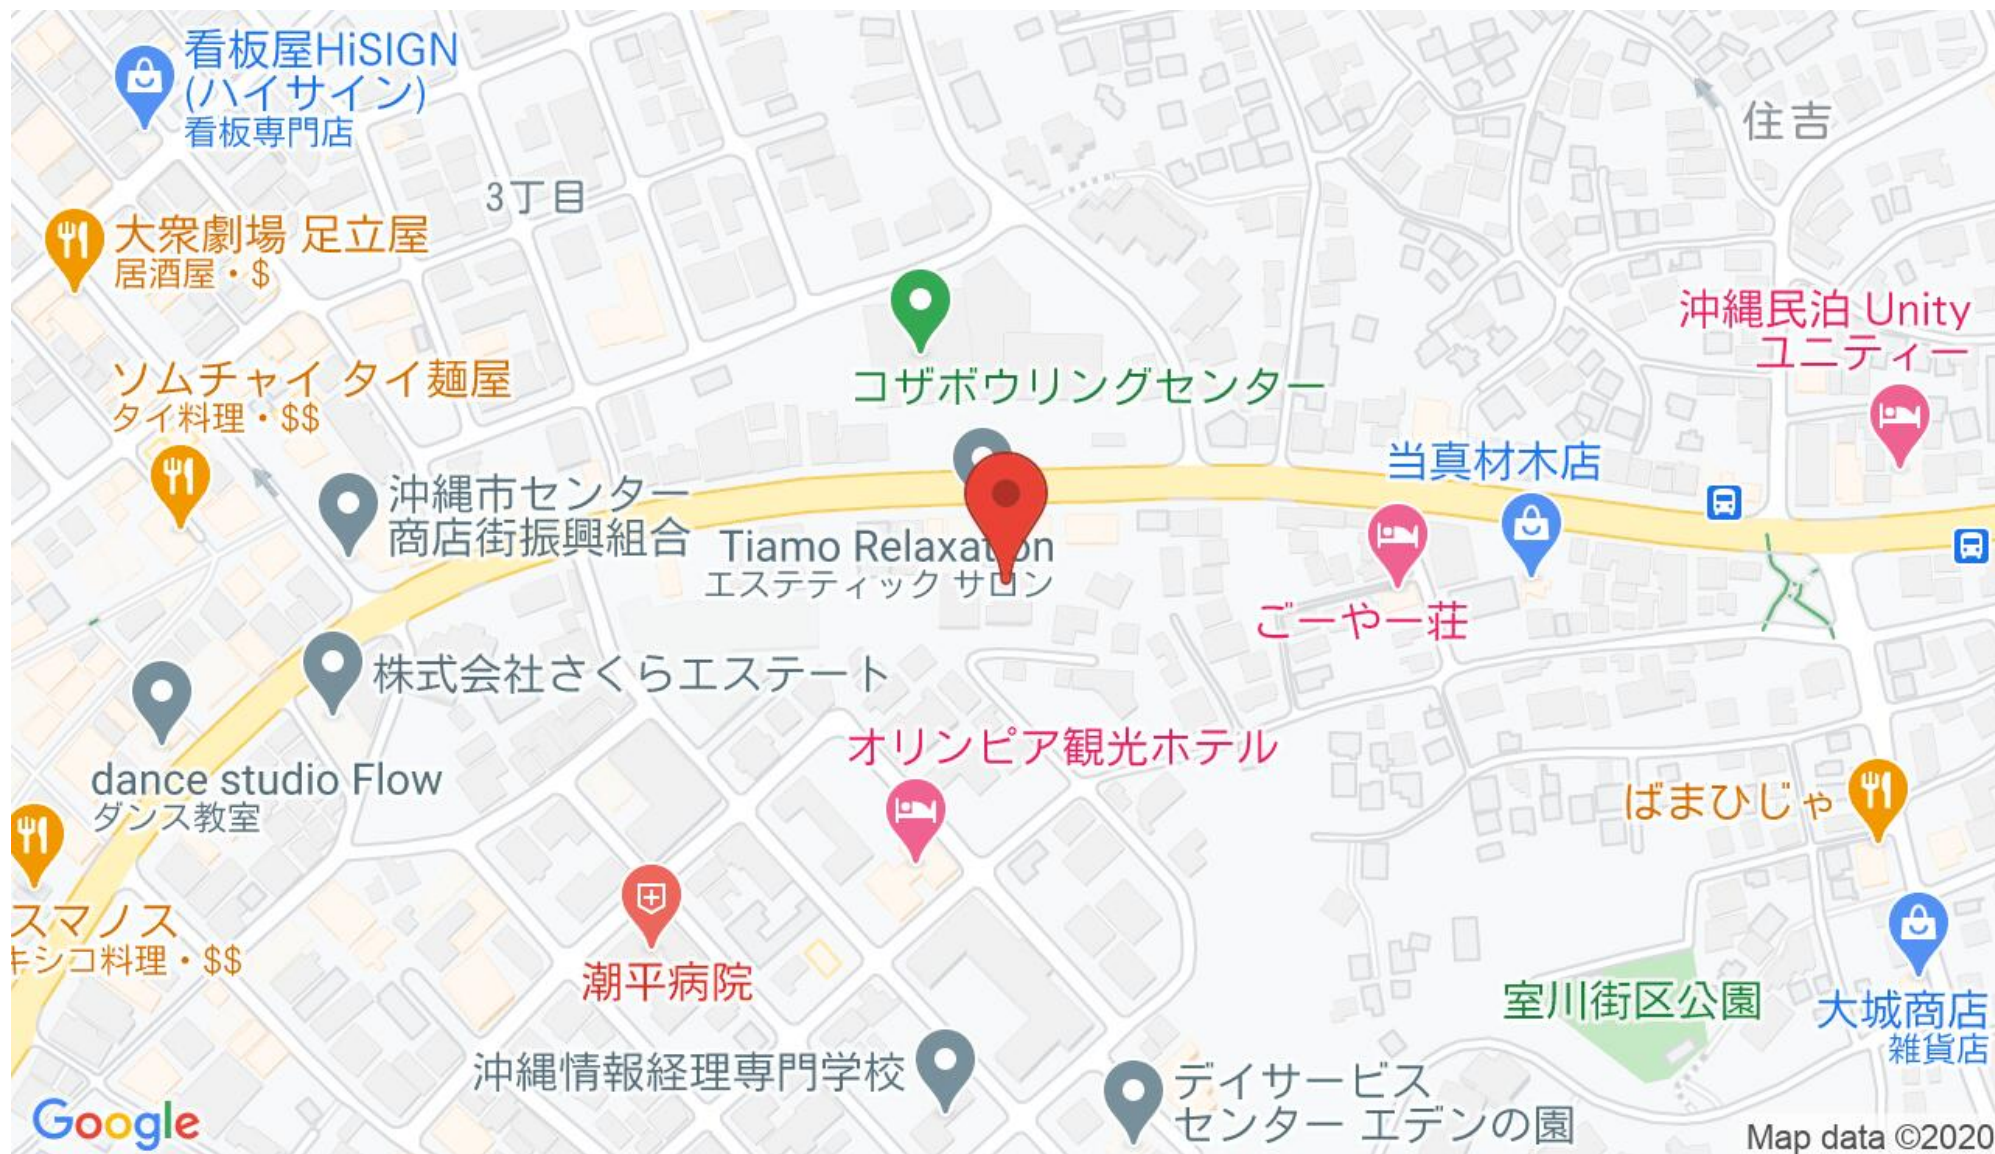 看板屋HiSIGN
(ハイサイン)
看板専門店
住吉
3丁目
大衆劇場 足立屋
居酒屋・$
沖縄民泊 Unity
ユニティー
ソムチャイ タイ麺屋
タイ料理・$$
コザボウリングセンター
当真材木店
沖縄市センター
商店街振興組合
Tiamo Relaxation
エステティック サロン
ごーやー荘
株式会社さくらエステート
オリンピア観光ホテル
dance studio Flow
ダンス教室
ばまひじゃ
スマノス
キシコ料理・$$
潮平病院
室川街区公園
大城商店
雑貨店
沖縄情報経理専門学校
デイサービス
センター エデンの園
Google
Map data ©2020